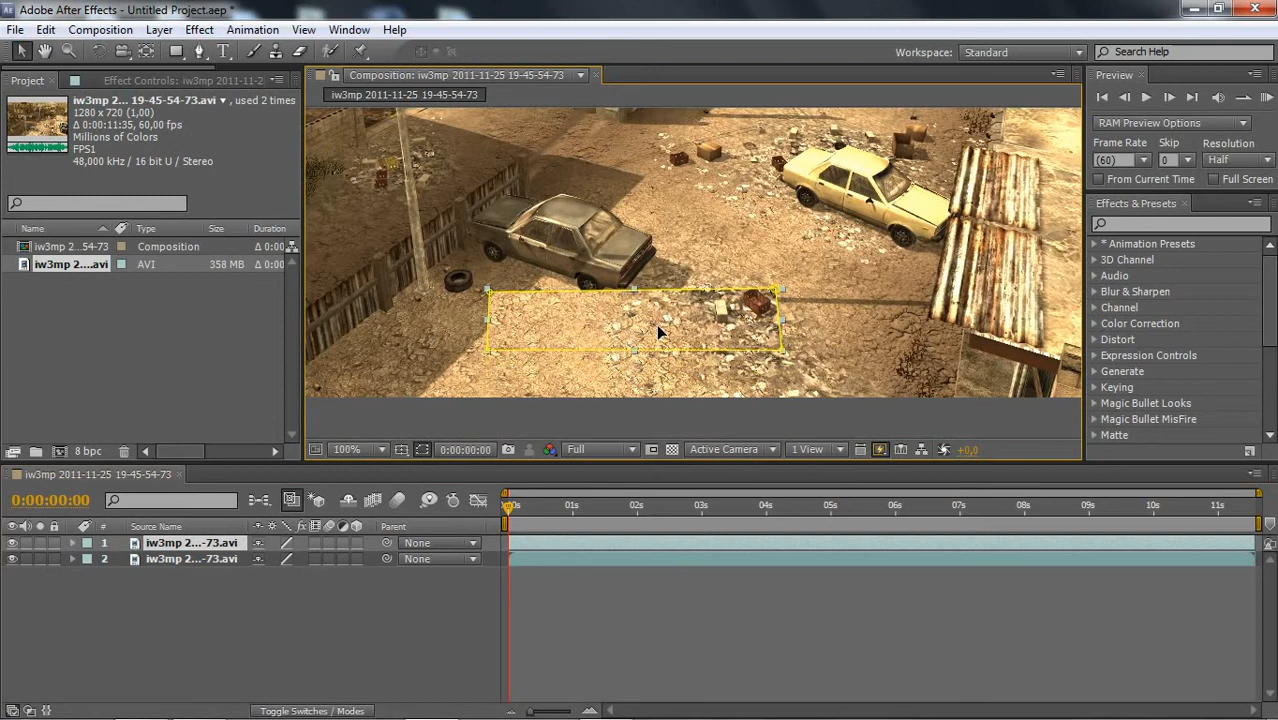 Adobe After Effects - Untitled Project.aep *
File Edit Composition Layer Effect Animation View Window Help
Workspace: Standard Search Help
Project Effect Controls: iw3mp 2011-11-2
Composition: iw3mp 2011-11-25 19-45-54-73
Preview
iw3mp 2... 19-45-54-73.avi ▾, used 2 times
1280 x 720 (1,00)
Δ 0:00:11:35, 60,00 fps
Millions of Colors
FPS1
48,000 kHz / 16 bit U / Stereo
iw3mp 2011-11-25 19-45-54-73
RAM Preview Options
Frame Rate Skip Resolution
(60) 0 Half
From Current Time Full Screen
Effects & Presets
Name Type Size Duration
iw3mp 2...54-73 Composition Δ 0:00
iw3mp 2....avi AVI 358 MB Δ 0:00
* Animation Presets
3D Channel
Audio
Blur & Sharpen
Channel
Color Correction
Distort
Expression Controls
Generate
Keying
Magic Bullet Looks
Magic Bullet MisFire
Matte
8 bpc
100% 0:00:00:00 Full Active Camera 1 View +0,0
iw3mp 2011-11-25 19-45-54-73
0:00:00:00
01s 02s 03s 04s 05s 06s 07s 08s 09s 10s 11s
# Source Name Parent
1 iw3mp 2...-73.avi None
2 iw3mp 2...-73.avi None
Toggle Switches / Modes